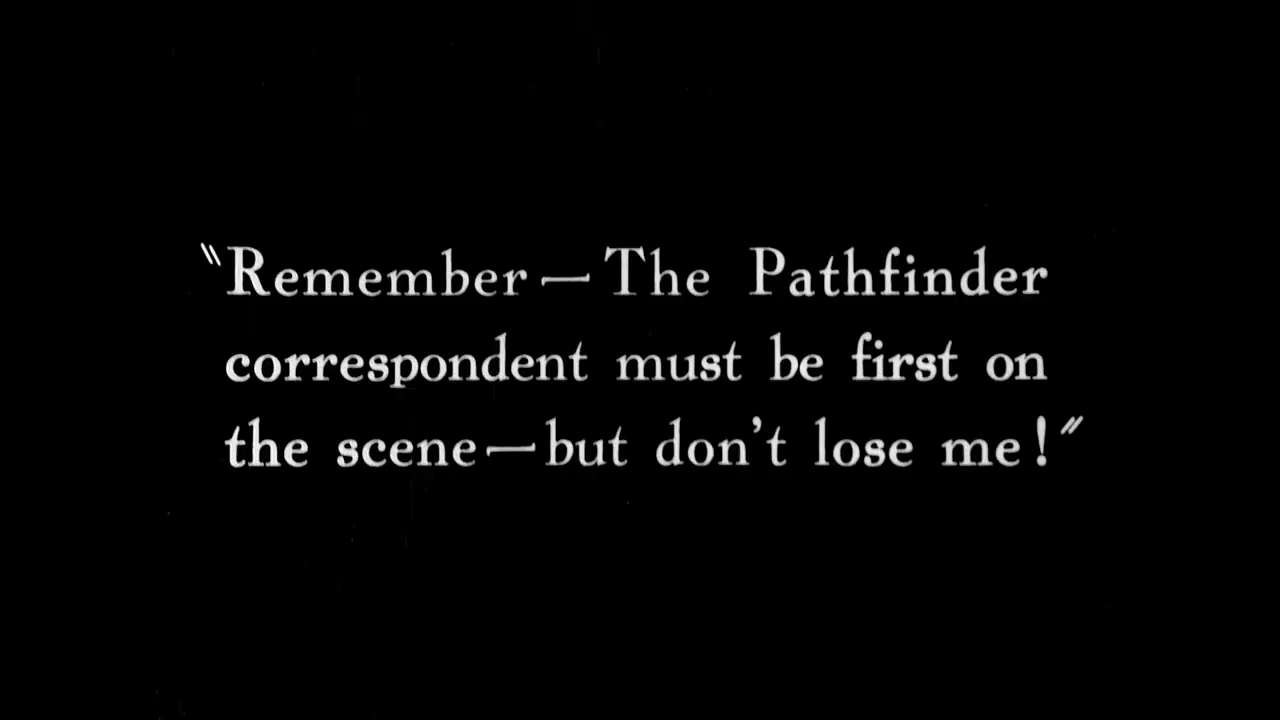 "Remember — The Pathfinder
correspondent must be first on
the scene — but don't lose me!"